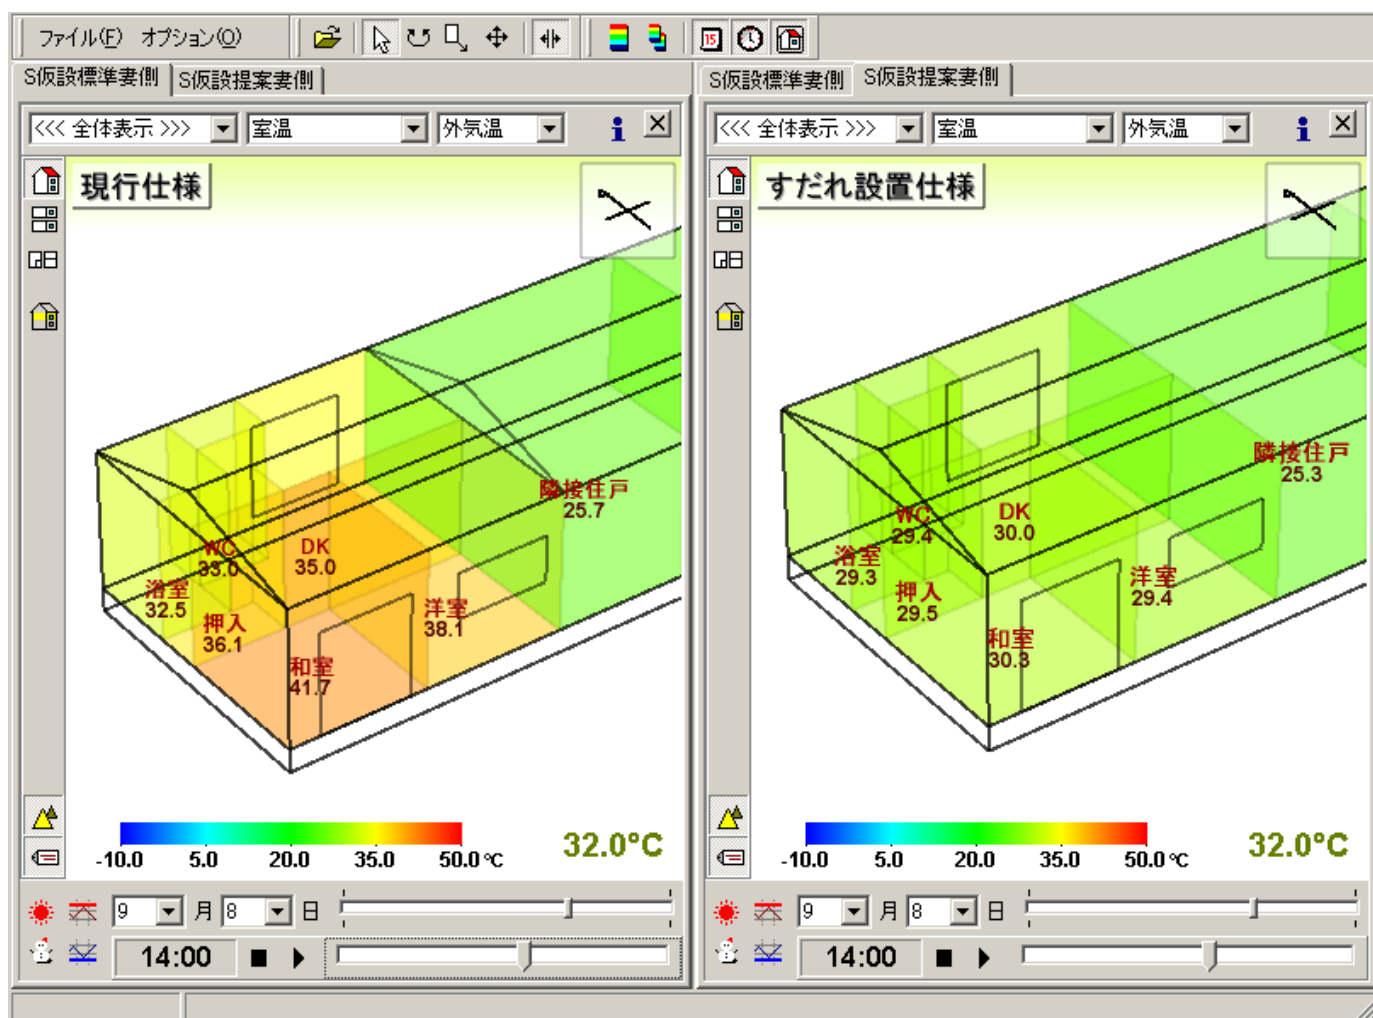 ファイル(F) オプション(O)
15
S仮設標準妻側
S仮設提案妻側
<<< 全体表示 >>>
室温
外気温
i
現行仕様
隣接住戸
25.7
WC
33.0
DK
35.0
浴室
32.5
押入
36.1
洋室
38.1
和室
41.7
-10.0 5.0 20.0 35.0 50.0 ℃
32.0°C
9 月 8 日
14:00
S仮設標準妻側
S仮設提案妻側
<<< 全体表示 >>>
室温
外気温
i
すだれ設置仕様
隣接住戸
25.3
WC
29.4
DK
30.0
浴室
29.3
押入
29.5
洋室
29.4
和室
30.3
-10.0 5.0 20.0 35.0 50.0 ℃
32.0°C
9 月 8 日
14:00